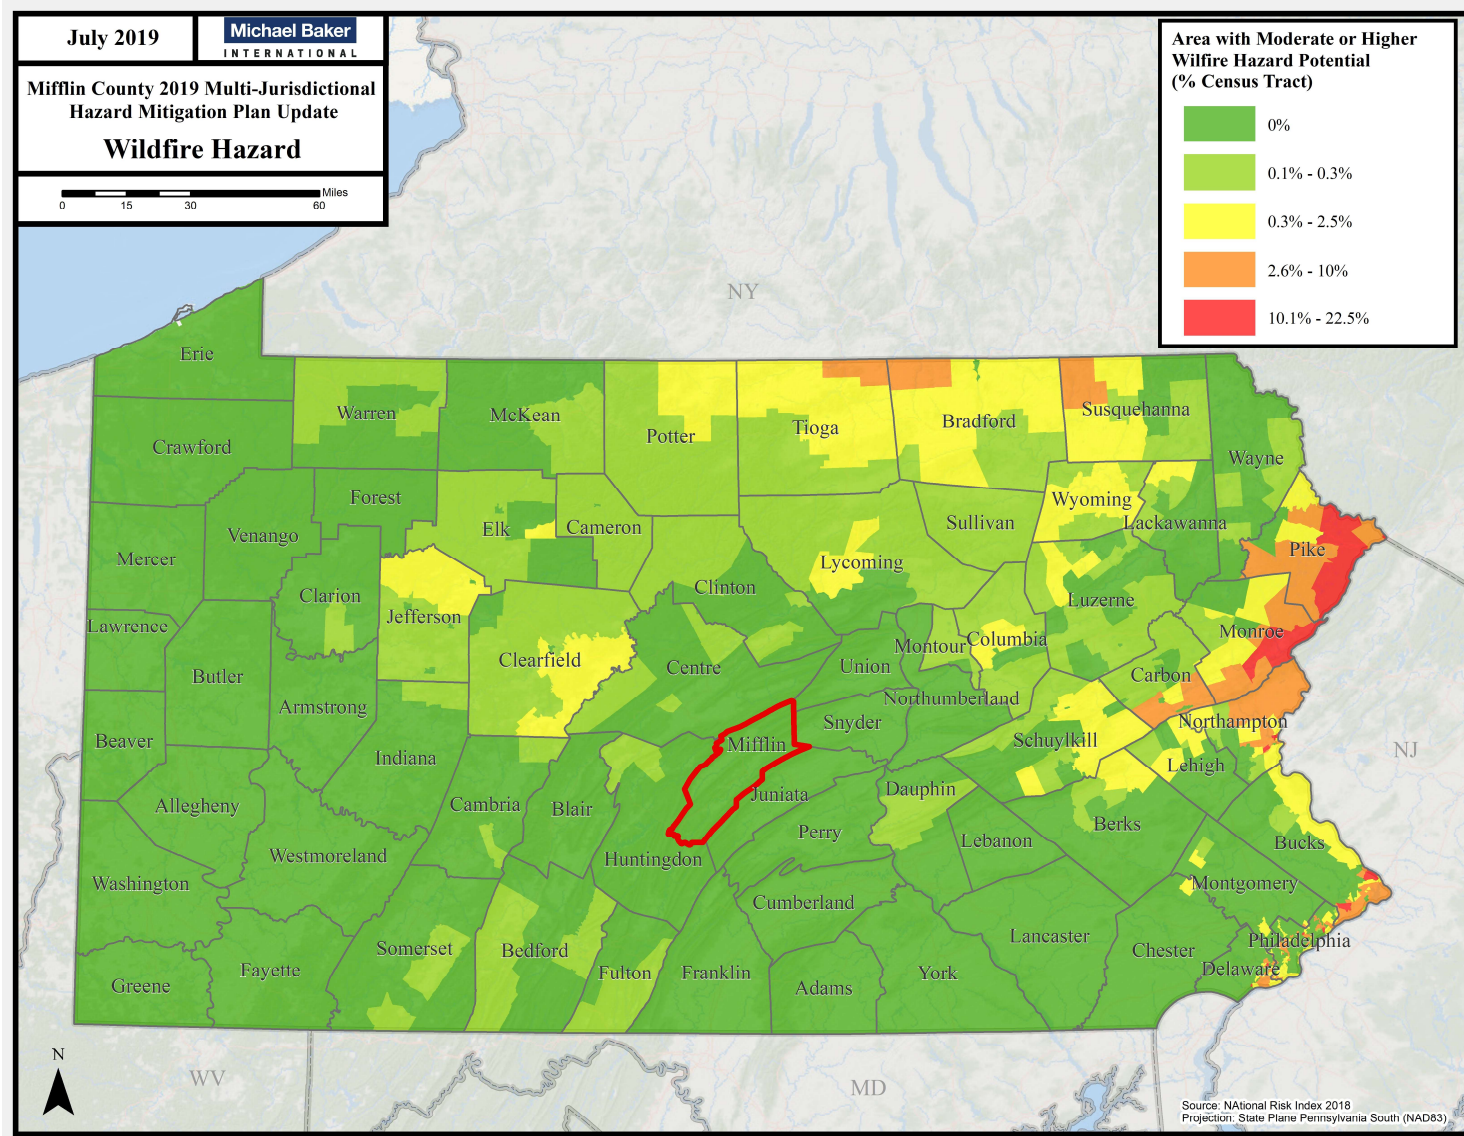 July 2019
Michael Baker
INTERNATIONAL
Mifflin County 2019 Multi-Jurisdictional
Hazard Mitigation Plan Update
Wildfire Hazard
Miles
0 15 30 60
Area with Moderate or Higher
Wilfire Hazard Potential
(% Census Tract)
0%
0.1% - 0.3%
0.3% - 2.5%
2.6% - 10%
10.1% - 22.5%
NY
Erie
Warren
McKean
Potter
Tioga
Bradford
Susquehanna
Crawford
Wayne
Forest
Wyoming
Venango
Elk
Cameron
Sullivan
Lackawanna
Mercer
Lycoming
Pike
Clarion
Clinton
Luzerne
Jefferson
Lawrence
Montour
Columbia
Monroe
Butler
Clearfield
Centre
Union
Carbon
Armstrong
Northumberland
Beaver
Snyder
Northampton
Mifflin
Schuylkill
NJ
Indiana
Lehigh
Allegheny
Cambria
Blair
Juniata
Dauphin
Perry
Lebanon
Berks
Bucks
Westmoreland
Huntingdon
Washington
Montgomery
Cumberland
Somerset
Bedford
Lancaster
Chester
Philadelphia
Greene
Fayette
Fulton
Franklin
Adams
York
Delaware
N
WV
MD
Source: NAtional Risk Index 2018
Projection: State Plane Pennsylvania South (NAD83)